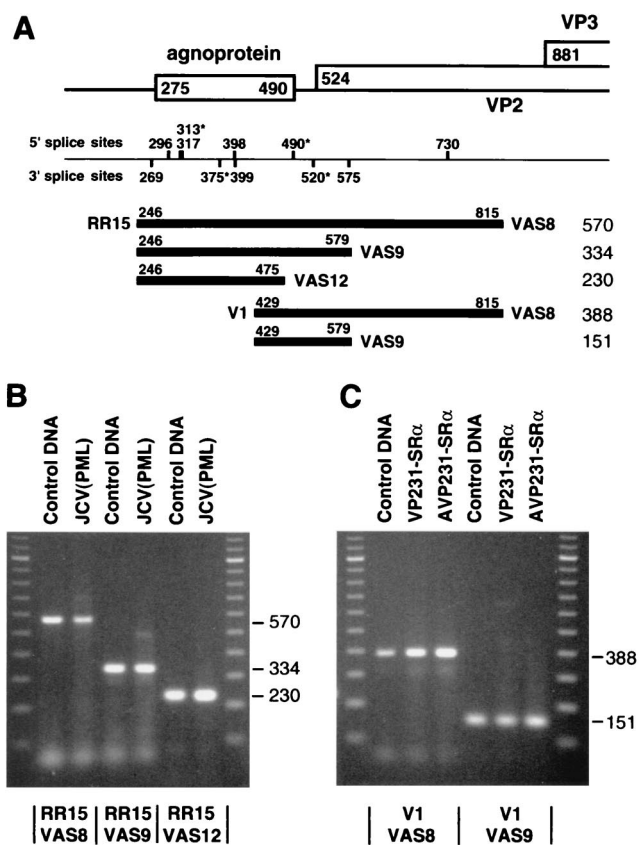 A
VP3
agnoprotein
881
275 490
524
VP2
313*
5' splice sites 296 317 398 490* 730
3' splice sites 269 375* 399 520* 575
RR15 246 815 VAS8 570
246 579 VAS9 334
246 475 VAS12 230
V1 429 815 VAS8 388
429 579 VAS9 151
B
Control DNA
JCV(PML)
Control DNA
JCV(PML)
Control DNA
JCV(PML)
570
334
230
RR15 RR15 RR15
VAS8 VAS9 VAS12
C
Control DNA
VP231-SRα
AVP231-SRα
Control DNA
VP231-SRα
AVP231-SRα
388
151
V1 V1
VAS8 VAS9